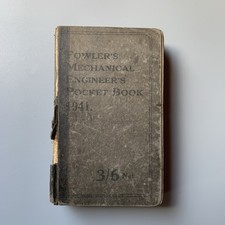 FOWLER'S
MECHANICAL
ENGINEER'S
POCKET BOOK
1941.
3/6